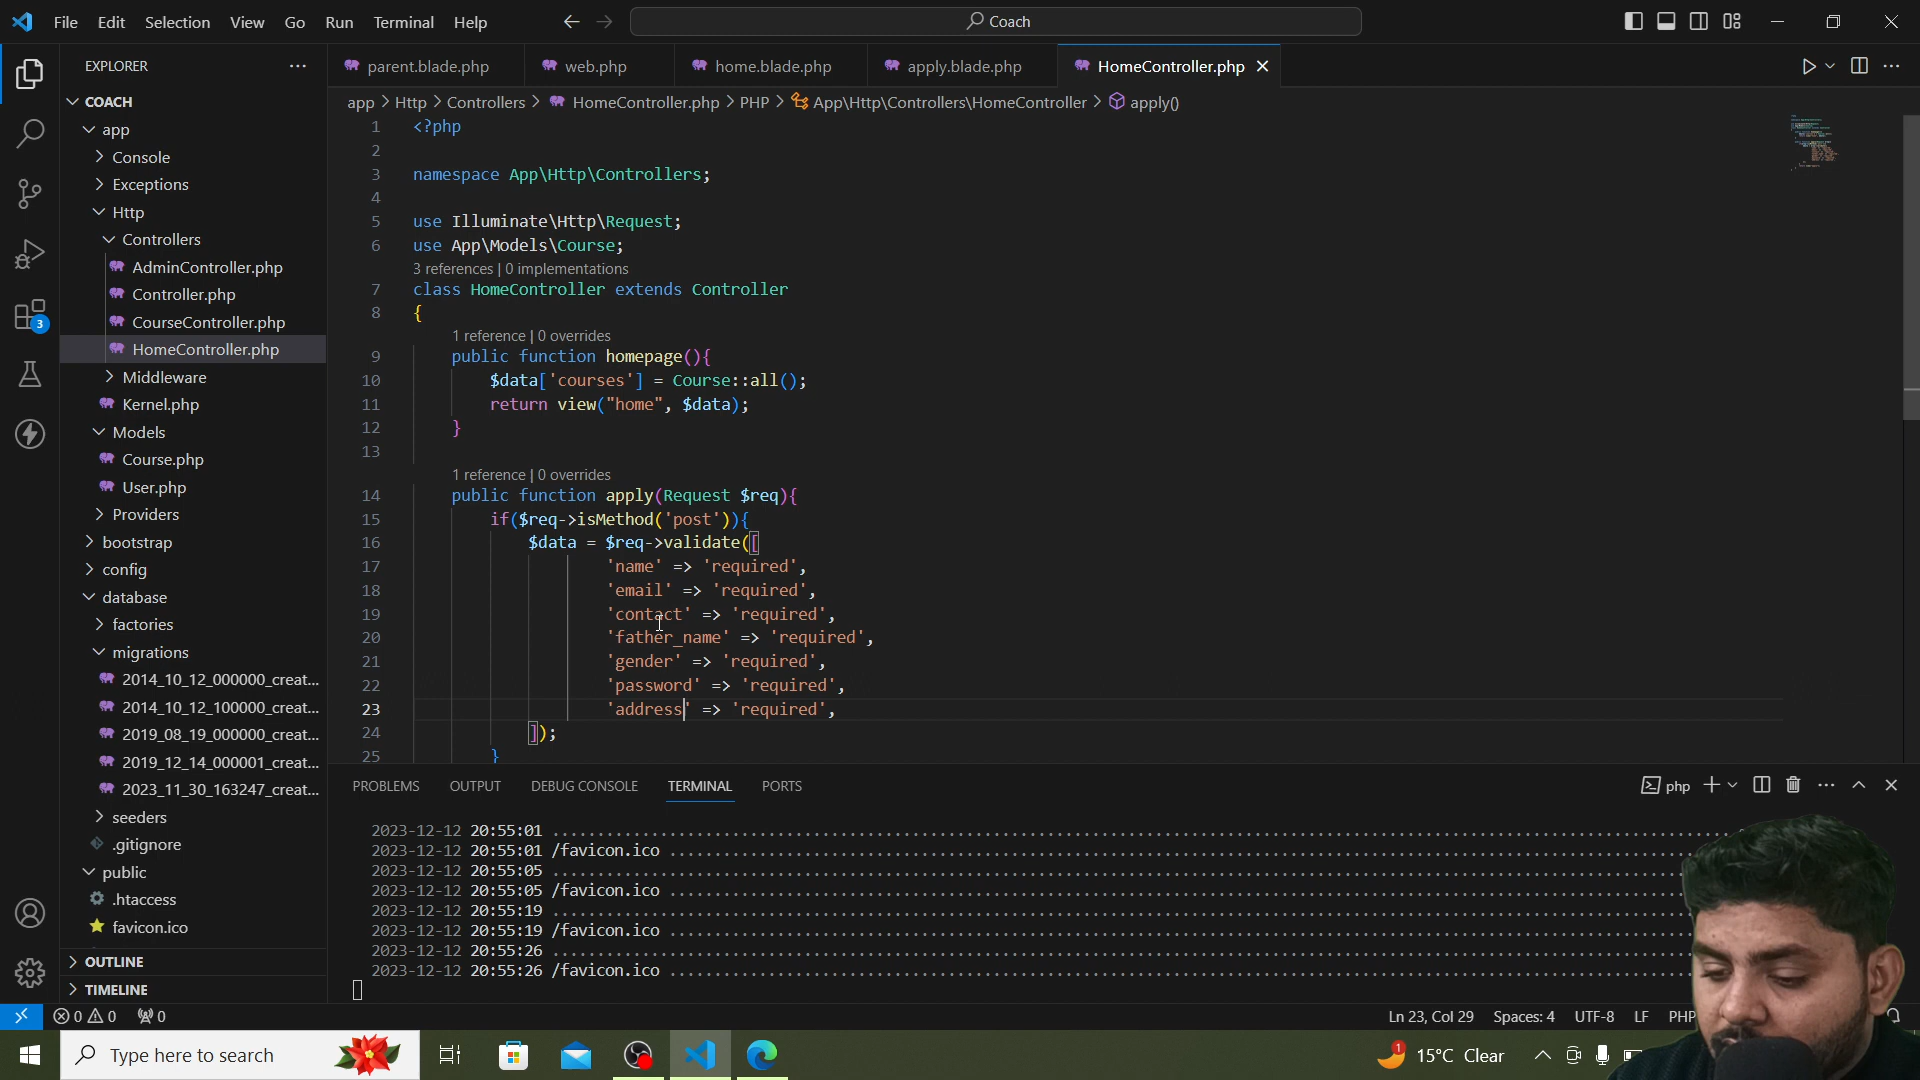 File Edit Selection View Go Run Terminal Help
Coach
EXPLORER
parent.blade.php
web.php
home.blade.php
apply.blade.php
HomeController.php
app > Http > Controllers > HomeController.php > PHP > App\Http\Controllers\HomeController > apply()
COACH
app
Console
Exceptions
Http
Controllers
AdminController.php
Controller.php
CourseController.php
HomeController.php
Middleware
Kernel.php
Models
Course.php
User.php
Providers
bootstrap
config
database
factories
migrations
2014_10_12_000000_creat...
2014_10_12_100000_creat...
2019_08_19_000000_creat...
2019_12_14_000001_creat...
2023_11_30_163247_creat...
seeders
.gitignore
public
.htaccess
favicon.ico
OUTLINE
TIMELINE
3
1 <?php
2
3 namespace App\Http\Controllers;
4
5 use Illuminate\Http\Request;
6 use App\Models\Course;
3 references | 0 implementations
7 class HomeController extends Controller
8 {
1 reference | 0 overrides
9 public function homepage(){
10 $data['courses'] = Course::all();
11 return view("home", $data);
12 }
13
1 reference | 0 overrides
14 public function apply(Request $req){
15 if($req->isMethod('post')){
16 $data = $req->validate([
17 'name' => 'required',
18 'email' => 'required',
19 'contact' => 'required',
20 'father_name' => 'required',
21 'gender' => 'required',
22 'password' => 'required',
23 'address' => 'required',
24 ]);
25 }
PROBLEMS OUTPUT DEBUG CONSOLE TERMINAL PORTS
php
2023-12-12 20:55:01
2023-12-12 20:55:01 /favicon.ico
2023-12-12 20:55:05
2023-12-12 20:55:05 /favicon.ico
2023-12-12 20:55:19
2023-12-12 20:55:19 /favicon.ico
2023-12-12 20:55:26
2023-12-12 20:55:26 /favicon.ico
0 0 0
Ln 23, Col 29 Spaces: 4 UTF-8 LF PHP
Type here to search
1
15°C Clear